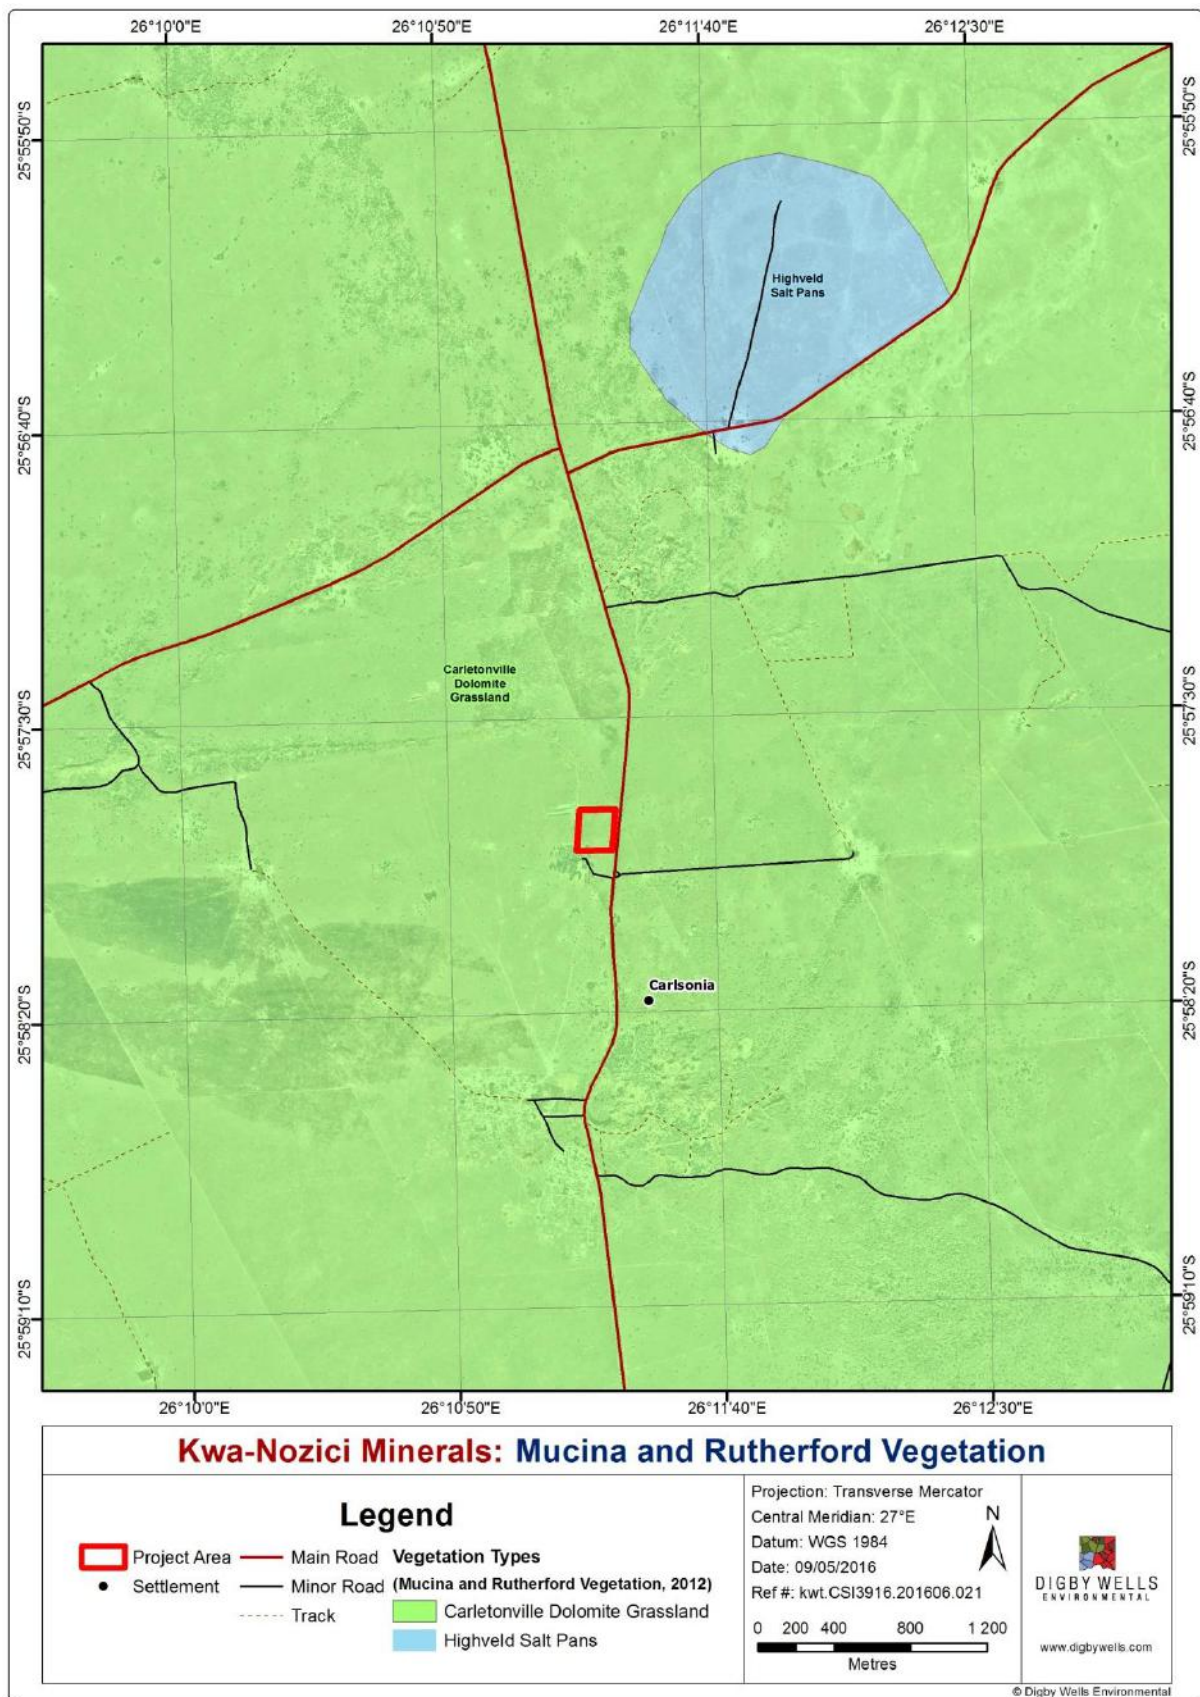 26°10'0"E 26°10'50"E 26°11'40"E 26°12'30"E
25°55'50"S 25°55'50"S
Highveld
Salt Pans
25°56'40"S 25°56'40"S
Carletonville
Dolomite
Grassland
25°57'30"S 25°57'30"S
Carlsonia
25°58'20"S 25°58'20"S
25°59'10"S 25°59'10"S
26°10'0"E 26°10'50"E 26°11'40"E 26°12'30"E
Kwa-Nozici Minerals: Mucina and Rutherford Vegetation
Legend
Project Area
Settlement
Main Road
Minor Road
Track
Vegetation Types
(Mucina and Rutherford Vegetation, 2012)
Carletonville Dolomite Grassland
Highveld Salt Pans
Projection: Transverse Mercator
Central Meridian: 27°E
Datum: WGS 1984
Date: 09/05/2016
Ref #: kwt.CSI3916.201606.021
N
0 200 400 800 1 200
Metres
DIGBY WELLS
ENVIRONMENTAL
www.digbywells.com
© Digby Wells Environmental